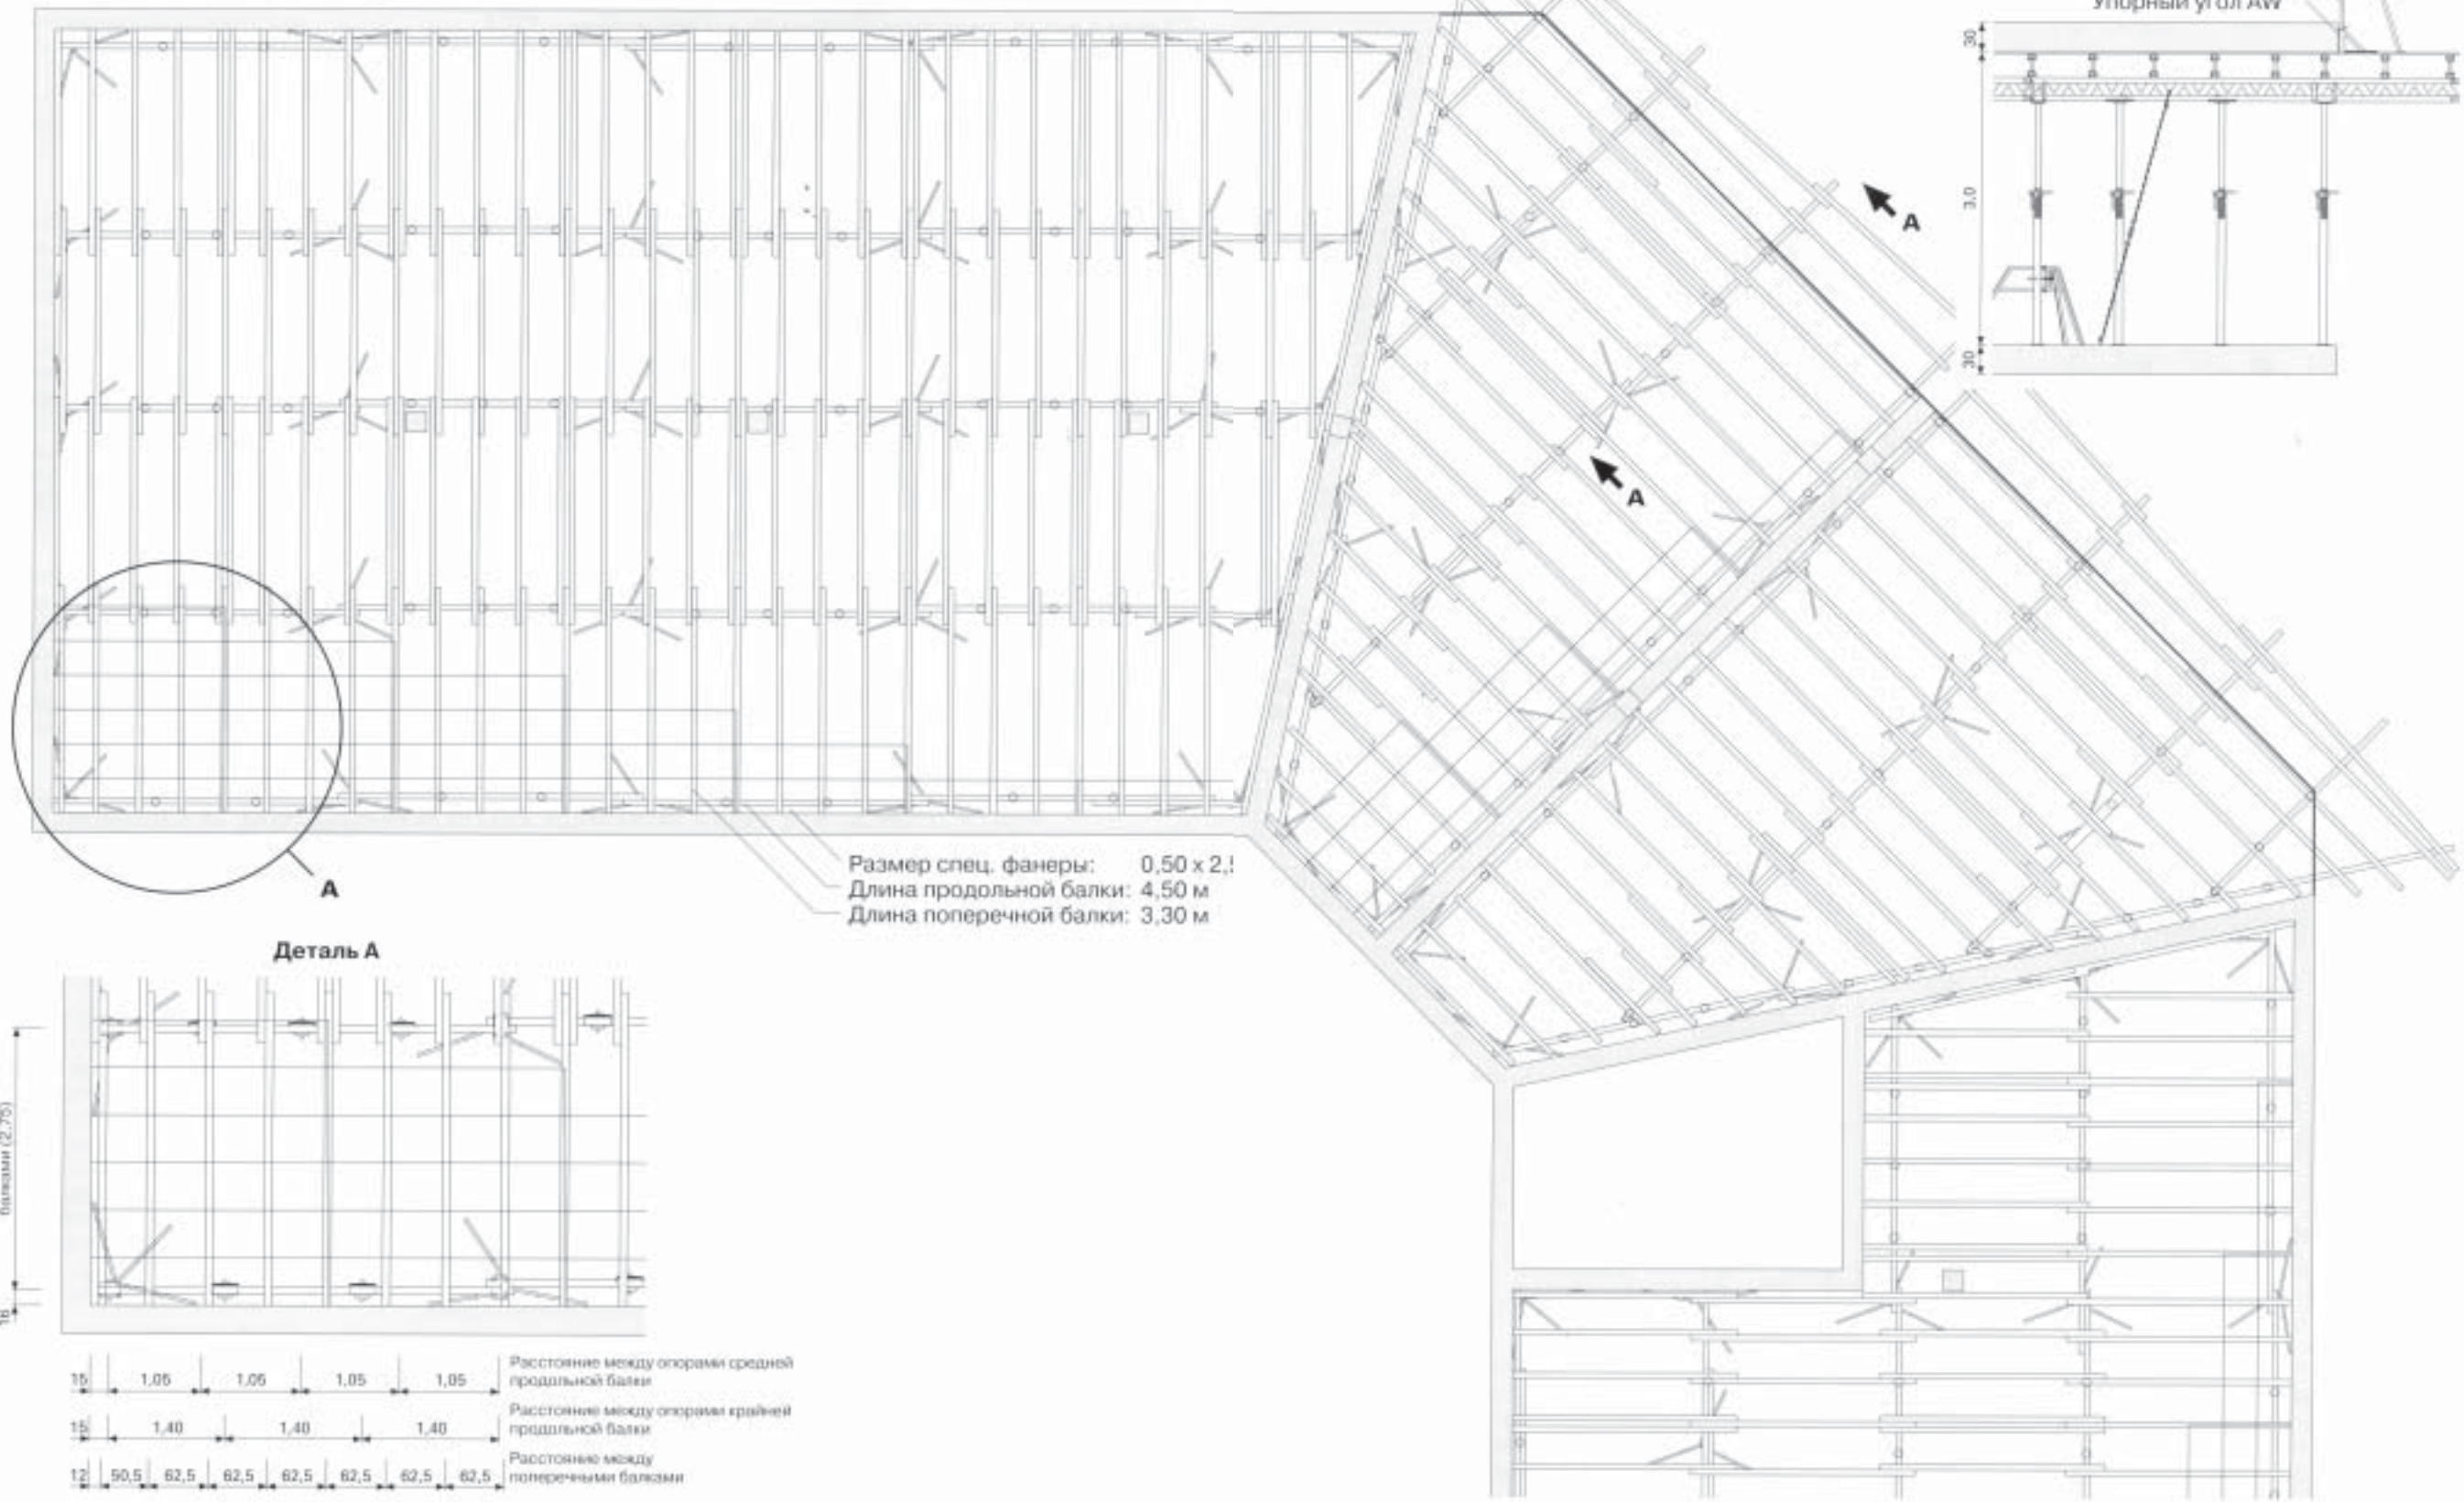 Упорный угол AW
30
3,0
30
A
A
Размер спец. фанеры: 0,50 x 2,5
Длина продольной балки: 4,50 м
Длина поперечной балки: 3,30 м
A
Деталь A
балками (2.75)
16
15 1,05 1,05 1,05 1,05
Расстояние между опорами средней
продольной балки
15 1,40 1,40 1,40
Расстояние между опорами крайней
продольной балки
12 50,5 62,5 62,5 62,5 62,5 62,5 62,5
Расстояние между
поперечными балками